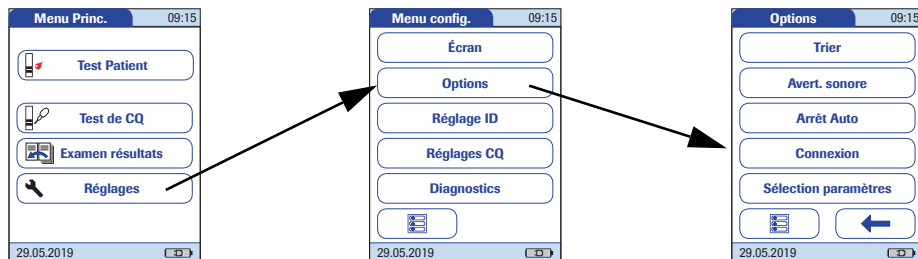 Menu Princ. 09:15
Test Patient
Test de CQ
Examen résultats
Réglages
29.05.2019
Menu config. 09:15
Écran
Options
Réglage ID
Réglages CQ
Diagnostics
29.05.2019
Options 09:15
Trier
Avert. sonore
Arrêt Auto
Connexion
Sélection paramètres
29.05.2019